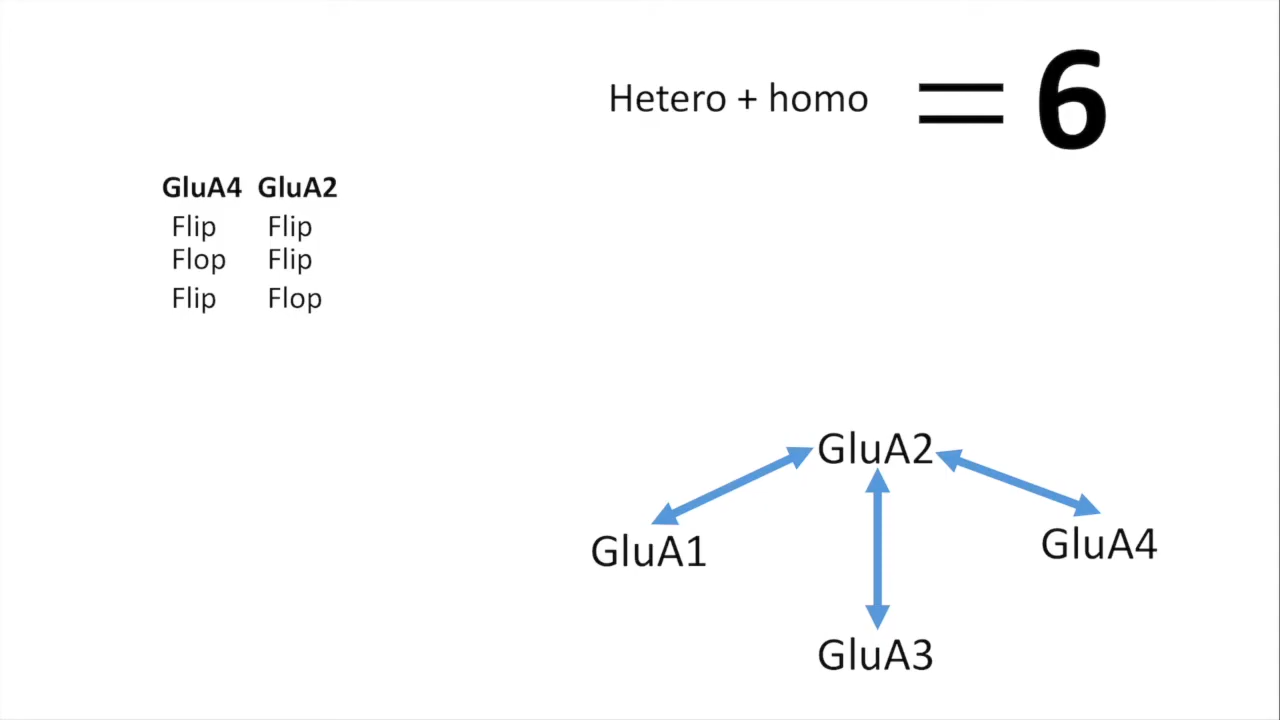 Hetero + homo = 6
GluA4 GluA2
Flip Flip
Flop Flip
Flip Flop
GluA2
GluA1
GluA4
GluA3